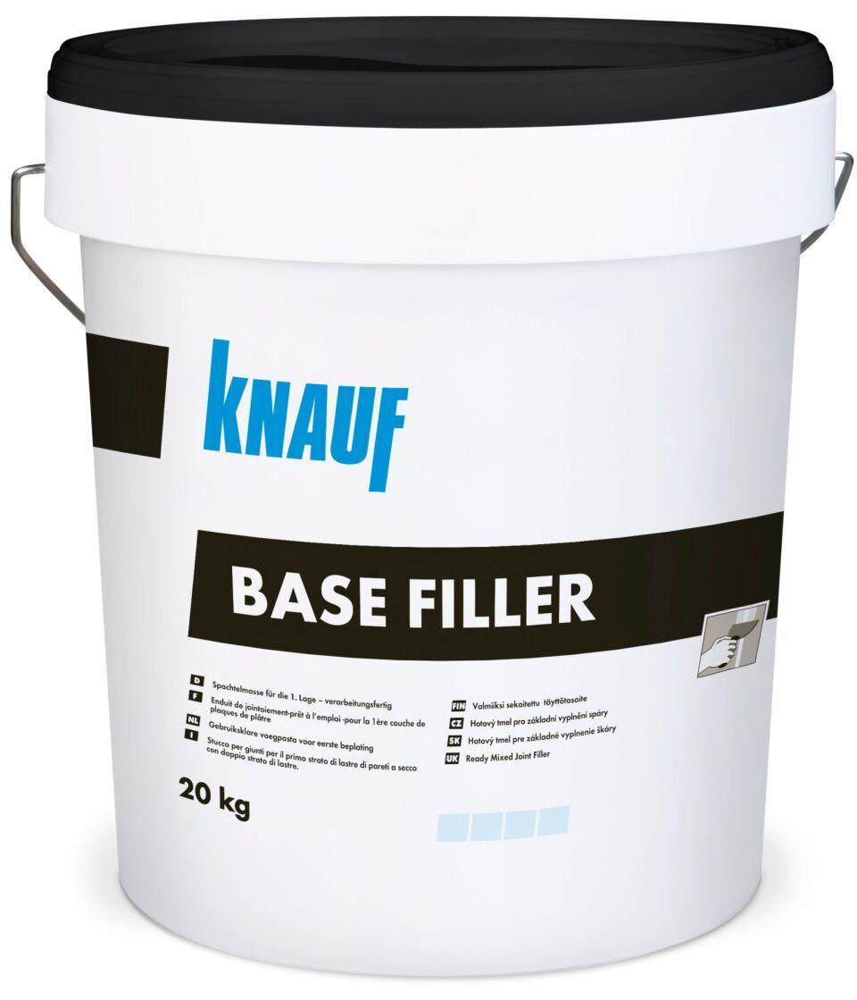 KNAUF
BASE FILLER
D Spachtelmasse für die 1. Lage – verarbeitungsfertig
F Enduit de jointoiement-prêt à l'emploi -pour la 1ère couche de
plaques de plâtre
NL Gebruiksklare voegpasta voor eerste beplating
I Stucco per giunti per il primo strato di lastre di pareti a secco
con doppio strato di lastre.
FIN Valmiiksi sekoitettu täyttötasoite
CZ Hotový tmel pro základní vyplnění spáry
SK Hotový tmel pre základné vyplnenie škáry
UK Ready Mixed Joint Filler
20 kg